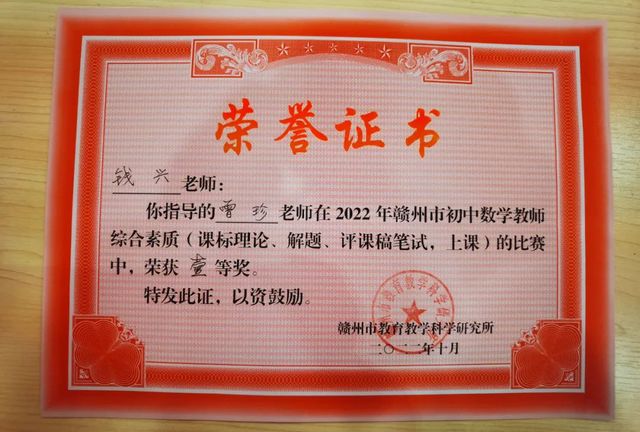 荣誉证书
钱兴老师：
你指导的曾珍老师在2022年赣州市初中数学教师
综合素质（课标理论、解题、评课稿笔试，上课）的比赛
中，荣获壹等奖。
特发此证，以资鼓励。
赣州市教育教学科学研究所
二〇二二年十月